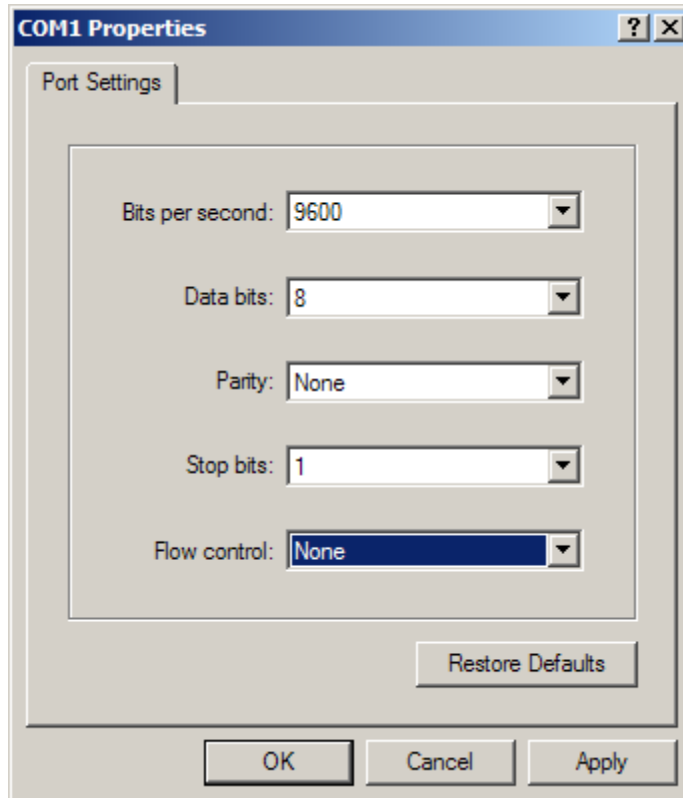 COM1 Properties
Port Settings
Bits per second: 9600
Data bits: 8
Parity: None
Stop bits: 1
Flow control: None
Restore Defaults
OK Cancel Apply